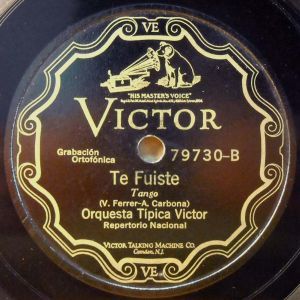 VE
"HIS MASTER'S VOICE"
VICTOR
Grabación
Ortofónica
79730-B
Te Fuiste
Tango
(V. Ferrer-A. Carbona)
Orquesta Típica Victor
Repertorio Nacional
VICTOR TALKING MACHINE CO.
Camden, N.J.
VE